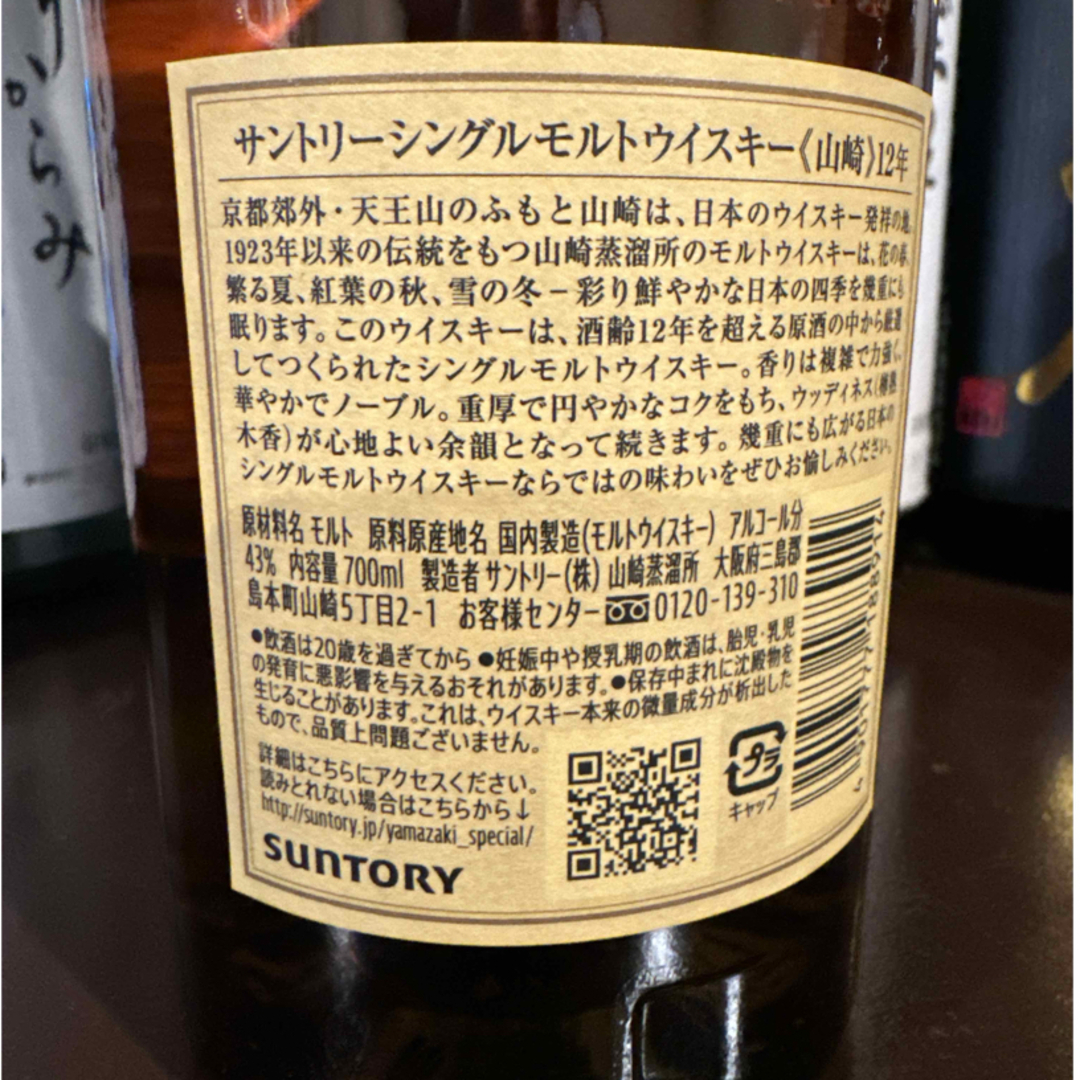 サントリーシングルモルトウイスキー《山崎》12年
京都郊外・天王山のふもと山崎は、日本のウイスキー発祥の地。
1923年以来の伝統をもつ山崎蒸溜所のモルトウイスキーは、花の春、
繁る夏、紅葉の秋、雪の冬−彩り鮮やかな日本の四季を幾重にも
眠ります。このウイスキーは、酒齢12年を超える原酒の中から厳選
してつくられたシングルモルトウイスキー。香りは複雑で力強く、
華やかでノーブル。重厚で円やかなコクをもち、ウッディネス(樽熟
木香)が心地よい余韻となって続きます。幾重にも広がる日本の
シングルモルトウイスキーならではの味わいをぜひお愉しみください。
原材料名 モルト 原料原産地名 国内製造(モルトウイスキー) アルコール分
43% 内容量 700ml 製造者 サントリー(株) 山崎蒸溜所 大阪府三島郡
島本町山崎5丁目2-1 お客様センター 0120-139-310
●飲酒は20歳を過ぎてから ●妊娠中や授乳期の飲酒は、胎児・乳児
の発育に悪影響を与えるおそれがあります。●保存中まれに沈殿物を
生じることがあります。これは、ウイスキー本来の微量成分が析出した
もので、品質上問題ございません。
詳細はこちらにアクセスください。
読みとれない場合はこちらから↓
http://suntory.jp/yamazaki_special/
SUNTORY
プラ
キャップ
4 901777 188914
からみ